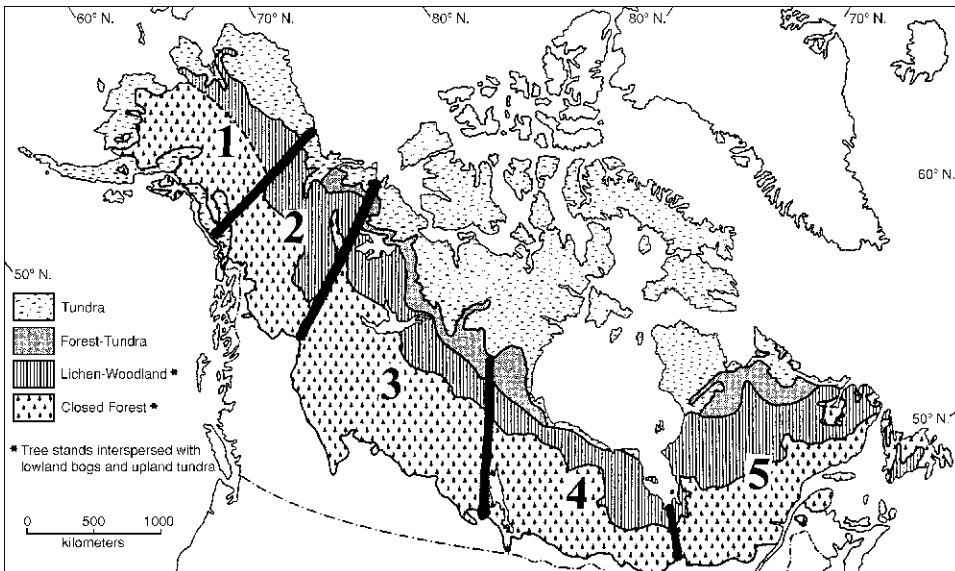 60° N.
70° N.
80° N.
80° N.
70° N.
60° N.
50° N.
50° N.
1
2
3
4
5
Tundra
Forest-Tundra
Lichen-Woodland *
Closed Forest *
* Tree stands interspersed with
lowland bogs and upland tundra
0 500 1000
kilometers